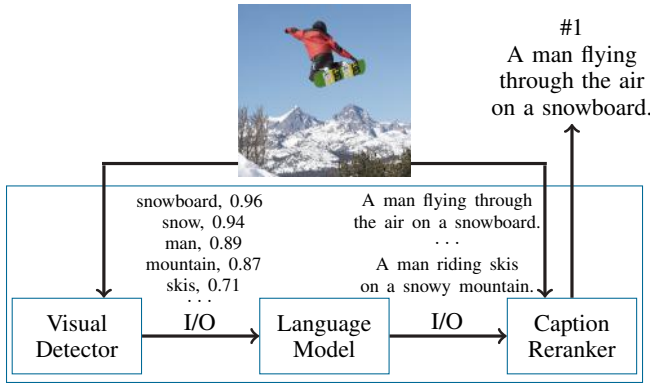 #1
A man flying
through the air
on a snowboard.
snowboard, 0.96
snow, 0.94
man, 0.89
mountain, 0.87
skis, 0.71
. . .
A man flying through
the air on a snowboard.
. . .
A man riding skis
on a snowy mountain.
Visual
Detector
I/O
Language
Model
I/O
Caption
Reranker